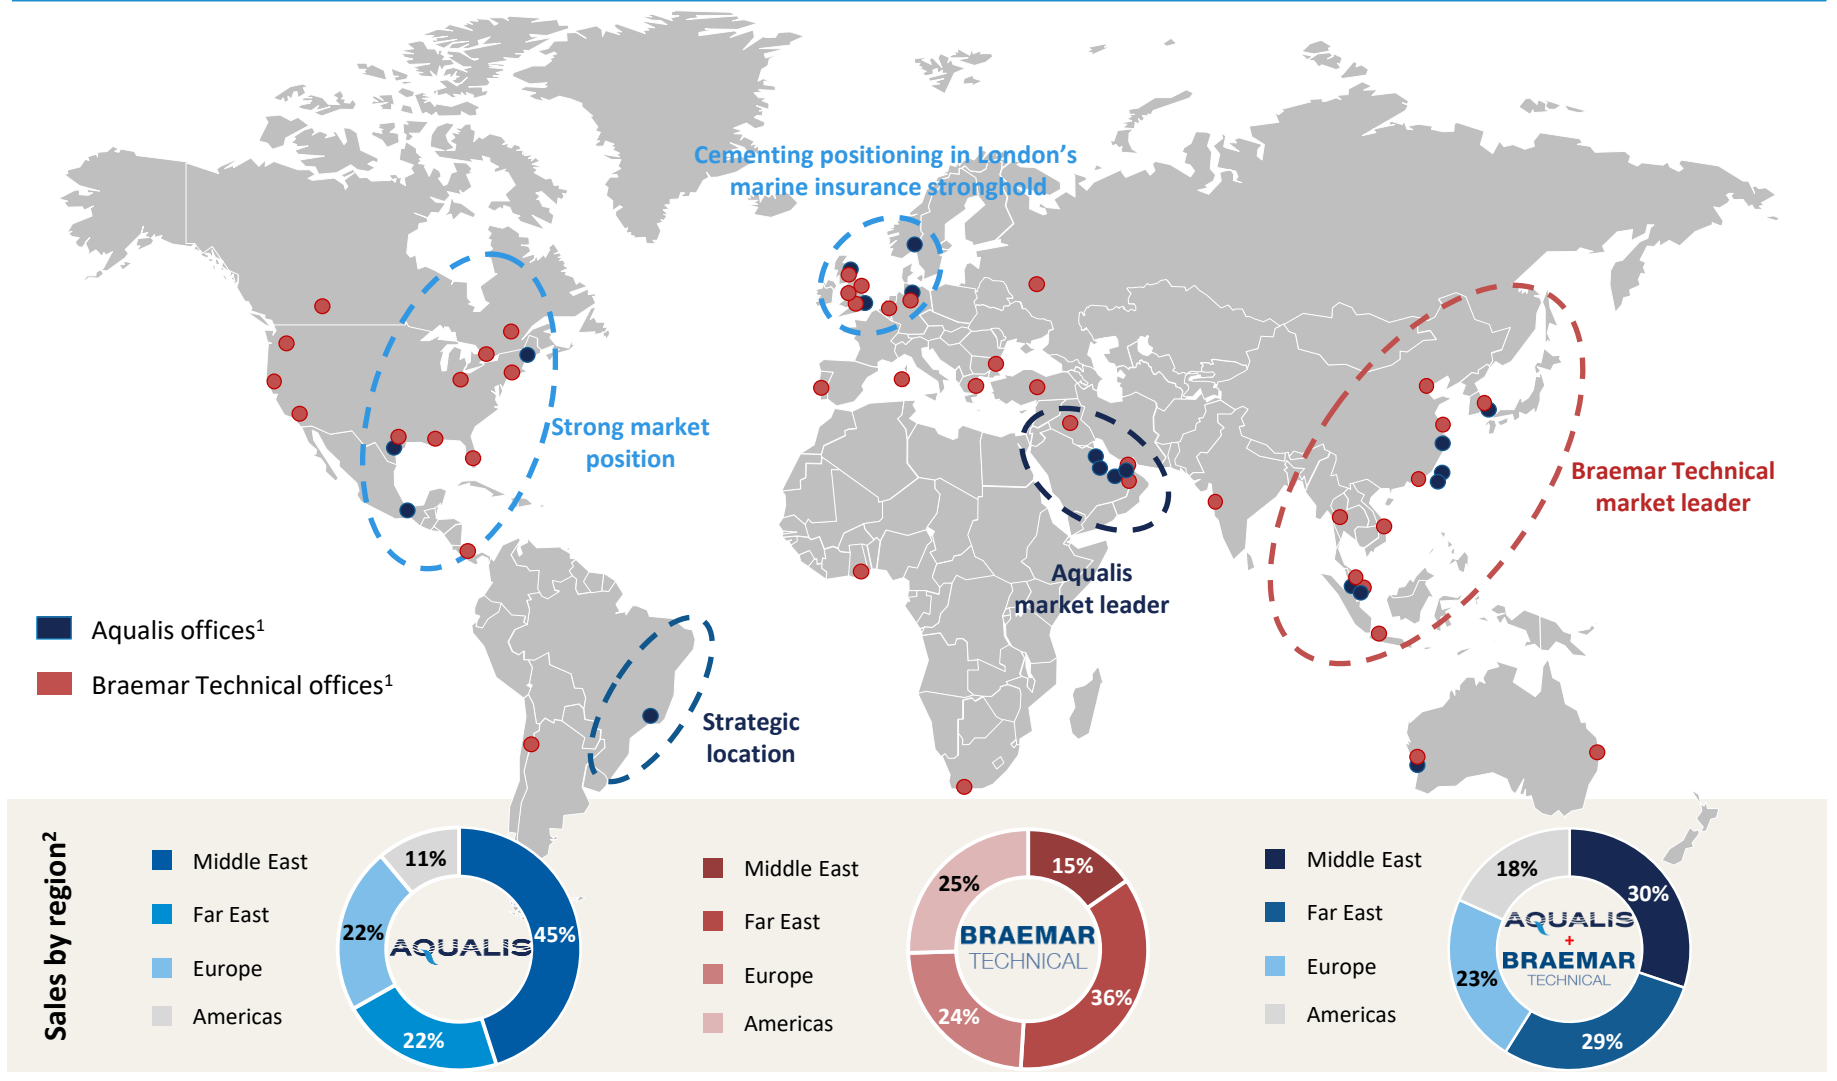 Cementing positioning in London's
marine insurance stronghold
Strong market
position
Braemar Technical
market leader
Aqualis
market leader
Strategic
location
Aqualis offices1
Braemar Technical offices1
Sales by region2
Middle East
Far East
Europe
Americas
11%
45%
22%
22%
AQUALIS
Middle East
Far East
Europe
Americas
15%
25%
36%
24%
BRAEMAR
TECHNICAL
Middle East
Far East
Europe
Americas
18%
30%
23%
29%
AQUALIS
+
BRAEMAR
TECHNICAL